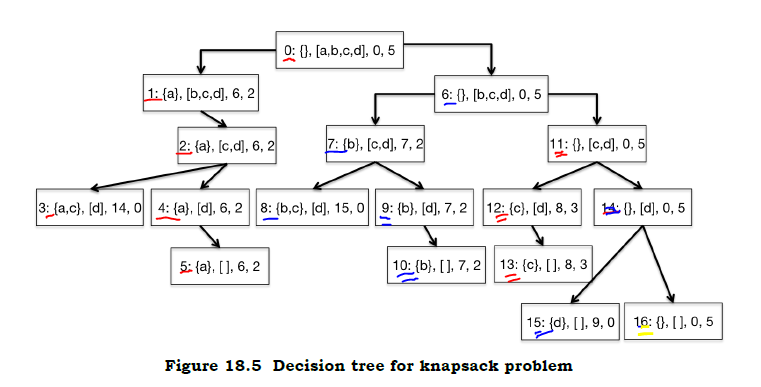 0: {}, [a,b,c,d], 0, 5
1: {a}, [b,c,d], 6, 2
6: {}, [b,c,d], 0, 5
2: {a}, [c,d], 6, 2
7: {b}, [c,d], 7, 2
11: {}, [c,d], 0, 5
3: {a,c}, [d], 14, 0
4: {a}, [d], 6, 2
8: {b,c}, [d], 15, 0
9: {b}, [d], 7, 2
12: {c}, [d], 8, 3
14: {}, [d], 0, 5
5: {a}, [ ], 6, 2
10: {b}, [ ], 7, 2
13: {c}, [ ], 8, 3
15: {d}, [ ], 9, 0
16: {}, [ ], 0, 5
Figure 18.5 Decision tree for knapsack problem